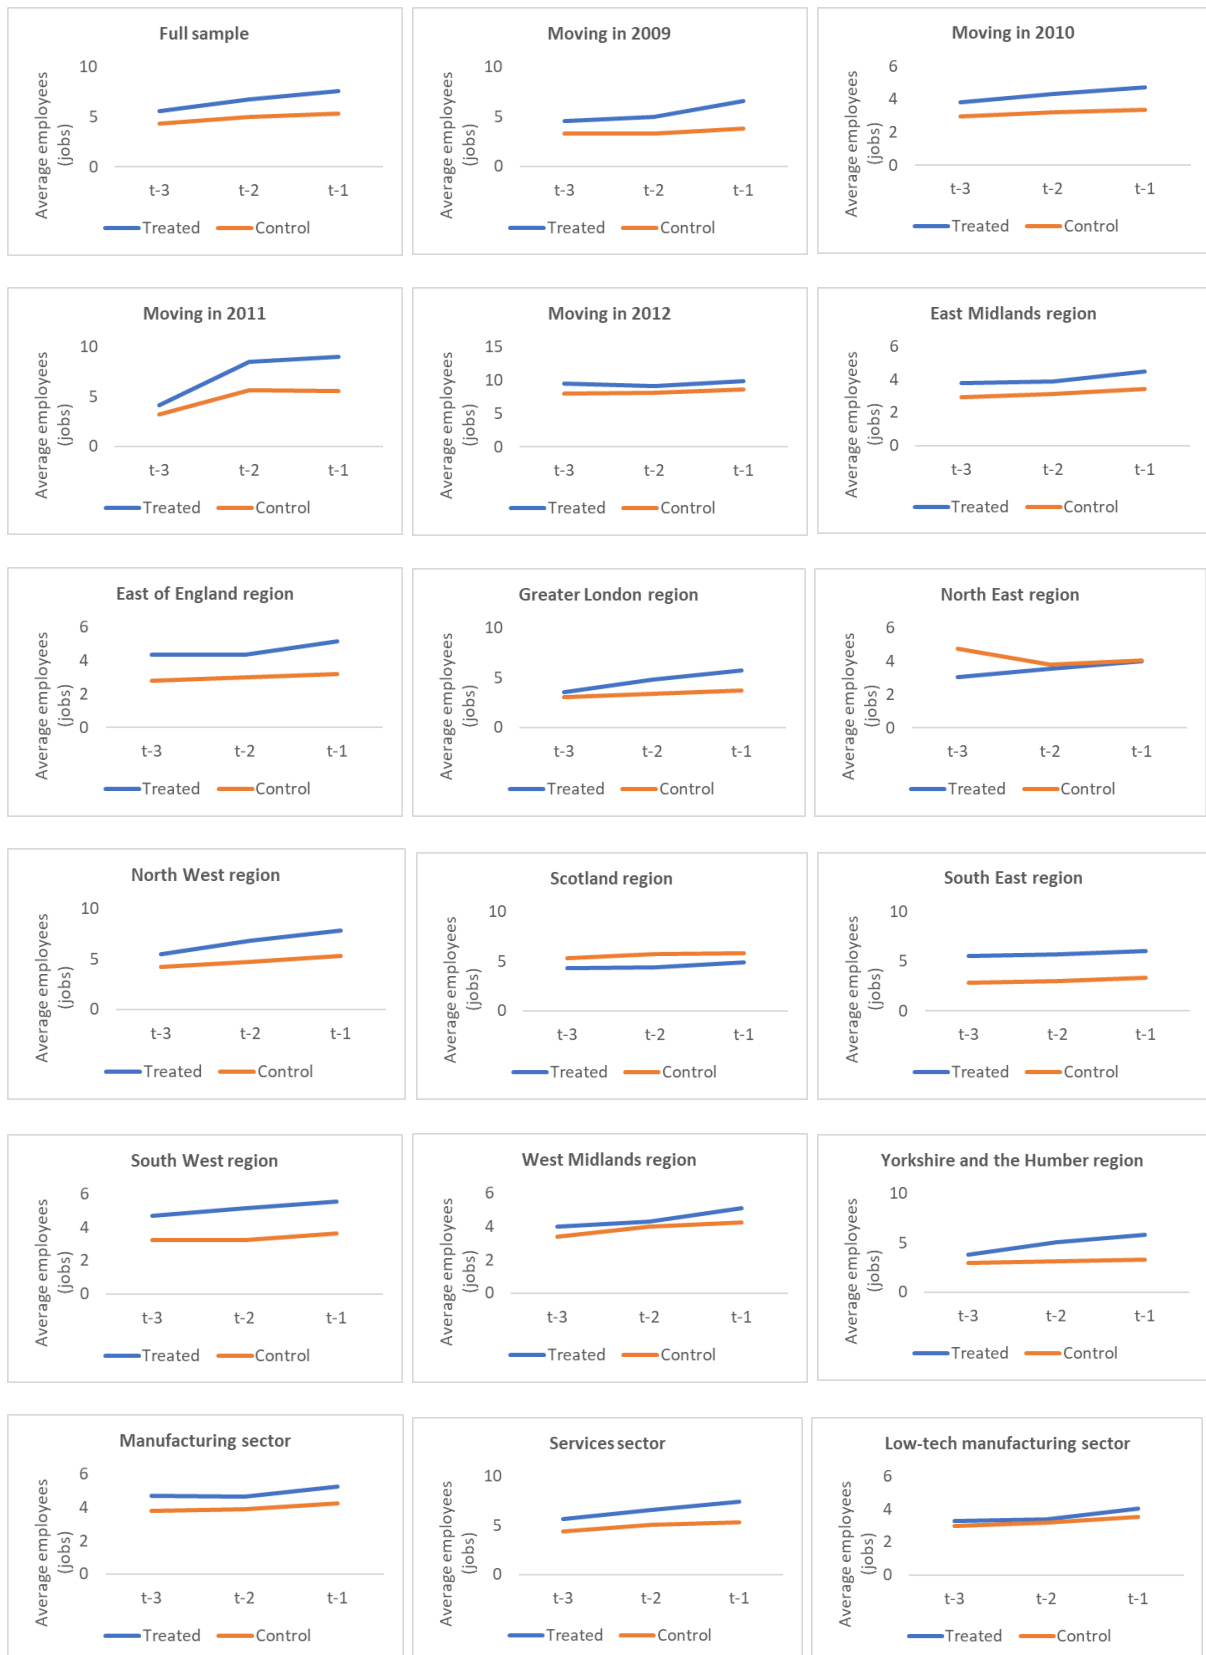 Full sample
Average employees
(jobs)
10
5
0
t-3 t-2 t-1
Treated Control
Moving in 2009
Average employees
(jobs)
10
5
0
t-3 t-2 t-1
Treated Control
Moving in 2010
Average employees
(jobs)
6
4
2
0
t-3 t-2 t-1
Treated Control
Moving in 2011
Average employees
(jobs)
10
5
0
t-3 t-2 t-1
Treated Control
Moving in 2012
Average employees
(jobs)
15
10
5
0
t-3 t-2 t-1
Treated Control
East Midlands region
Average employees
(jobs)
6
4
2
0
t-3 t-2 t-1
Treated Control
East of England region
Average employees
(jobs)
6
4
2
0
t-3 t-2 t-1
Treated Control
Greater London region
Average employees
(jobs)
10
5
0
t-3 t-2 t-1
Treated Control
North East region
Average employees
(jobs)
6
4
2
0
t-3 t-2 t-1
Treated Control
North West region
Average employees
(jobs)
10
5
0
t-3 t-2 t-1
Treated Control
Scotland region
Average employees
(jobs)
10
5
0
t-3 t-2 t-1
Treated Control
South East region
Average employees
(jobs)
10
5
0
t-3 t-2 t-1
Treated Control
South West region
Average employees
(jobs)
6
4
2
0
t-3 t-2 t-1
Treated Control
West Midlands region
Average employees
(jobs)
6
4
2
0
t-3 t-2 t-1
Treated Control
Yorkshire and the Humber region
Average employees
(jobs)
10
5
0
t-3 t-2 t-1
Treated Control
Manufacturing sector
Average employees
(jobs)
6
4
2
0
t-3 t-2 t-1
Treated Control
Services sector
Average employees
(jobs)
10
5
0
t-3 t-2 t-1
Treated Control
Low-tech manufacturing sector
Average employees
(jobs)
6
4
2
0
t-3 t-2 t-1
Treated Control